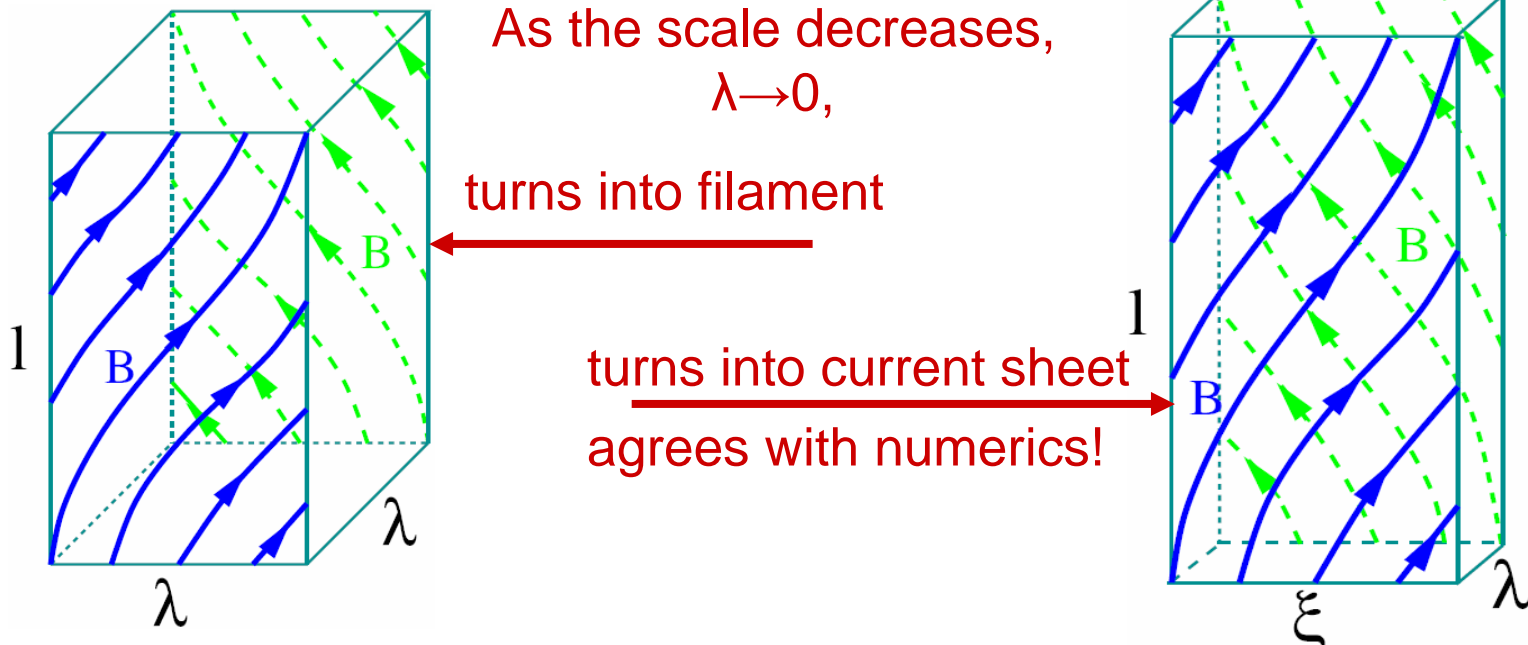 As the scale decreases,
λ→0,
turns into filament
B
l
B
λ
λ
turns into current sheet
agrees with numerics!
B
l
B
ξ
λ